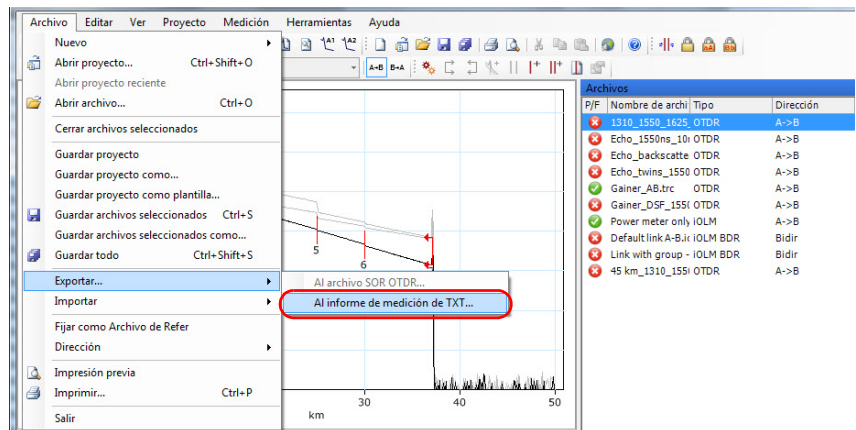 Archivo Editar Ver Proyecto Medición Herramientas Ayuda
Nuevo
Abrir proyecto... Ctrl+Shift+O
Abrir proyecto reciente
Abrir archivo... Ctrl+O
Cerrar archivos seleccionados
Guardar proyecto
Guardar proyecto como...
Guardar proyecto como plantilla...
Guardar archivos seleccionados Ctrl+S
Guardar archivos seleccionados como...
Guardar todo Ctrl+Shift+S
Exportar...
Importar
Fijar como Archivo de Refer
Dirección
Impresión previa
Imprimir... Ctrl+P
Salir
Al archivo SOR OTDR...
Al informe de medición de TXT...
A1 A2
A→B B→A
5
6
30 40 50
km
Archivos
P/F Nombre de archi Tipo Dirección
1310_1550_1625_ OTDR A->B
Echo_1550ns_10 OTDR A->B
Echo_backscatte OTDR A->B
Echo_twins_1550 OTDR A->B
Gainer_AB.trc OTDR A->B
Gainer_DSF_155( OTDR A->B
Power meter only iOLM A->B
Default link A-B.ic iOLM BDR Bidir
Link with group - iOLM BDR Bidir
45 km_1310_155 OTDR A->B